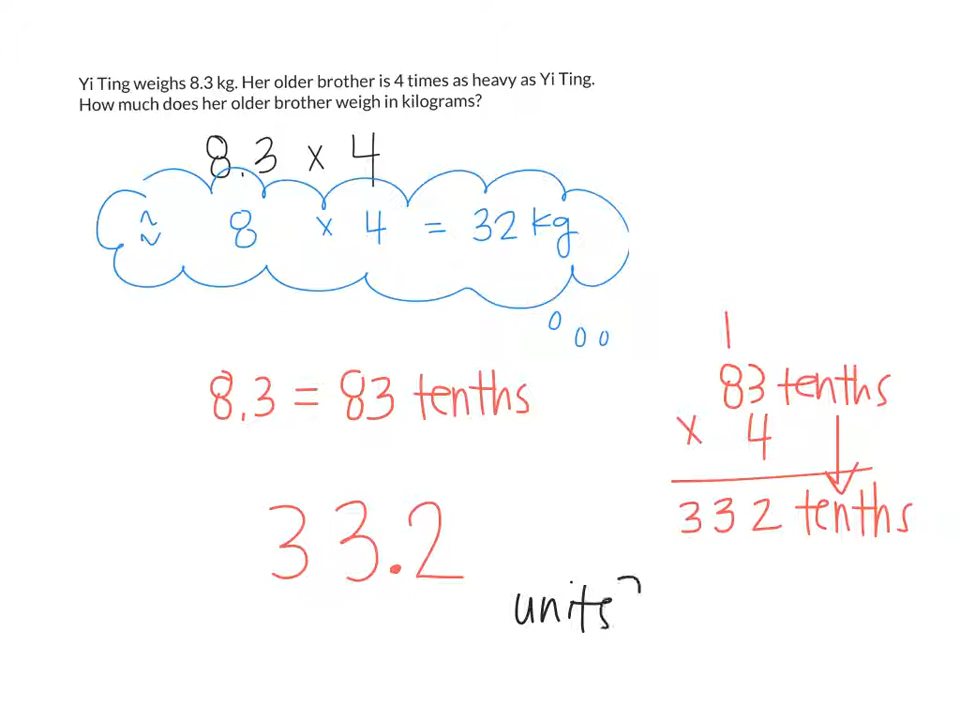 Yi Ting weighs 8.3 kg. Her older brother is 4 times as heavy as Yi Ting.
How much does her older brother weigh in kilograms?
8.3 x 4
≈ 8 x 4 = 32 kg
8.3 = 83 tenths
1
83 tenths
x 4
332 tenths
33.2
units?